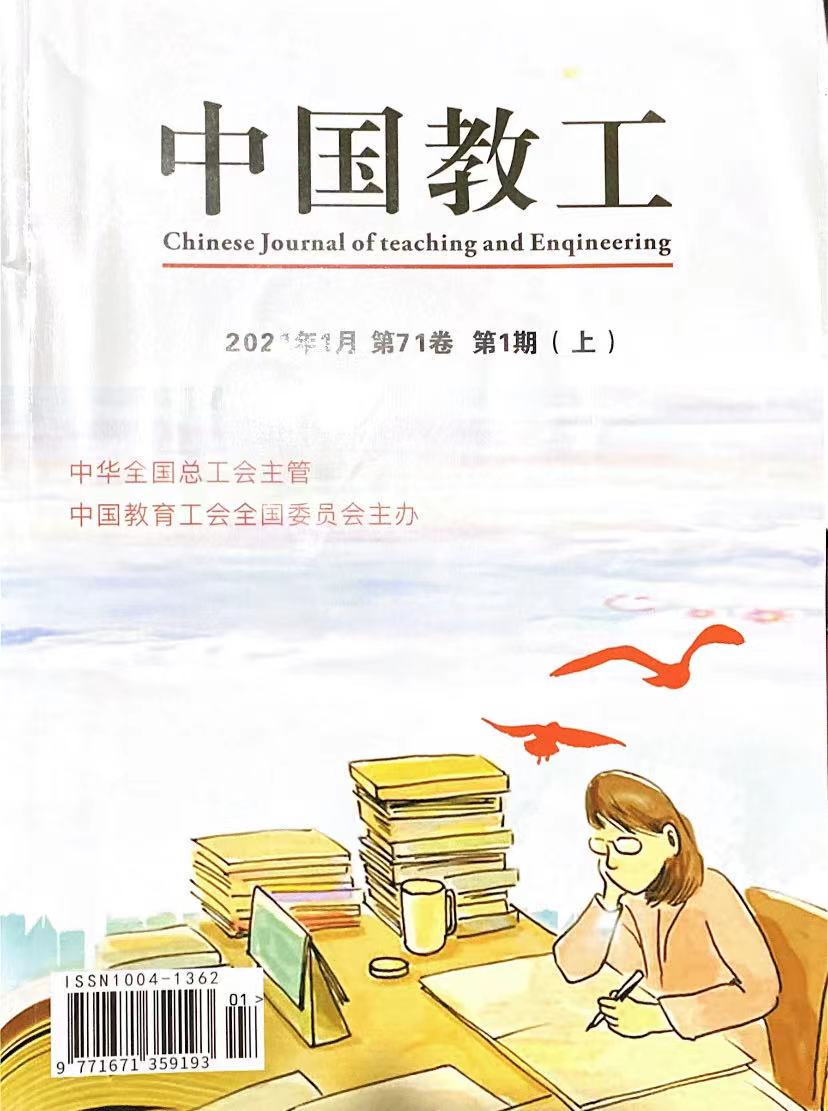 中国教工
Chinese Journal of teaching and Enqineering
202 年1月 第71卷 第1期(上)
中华全国总工会主管
中国教育工会全国委员会主办
ISSN1004-1362
01 >
9 771671 359193